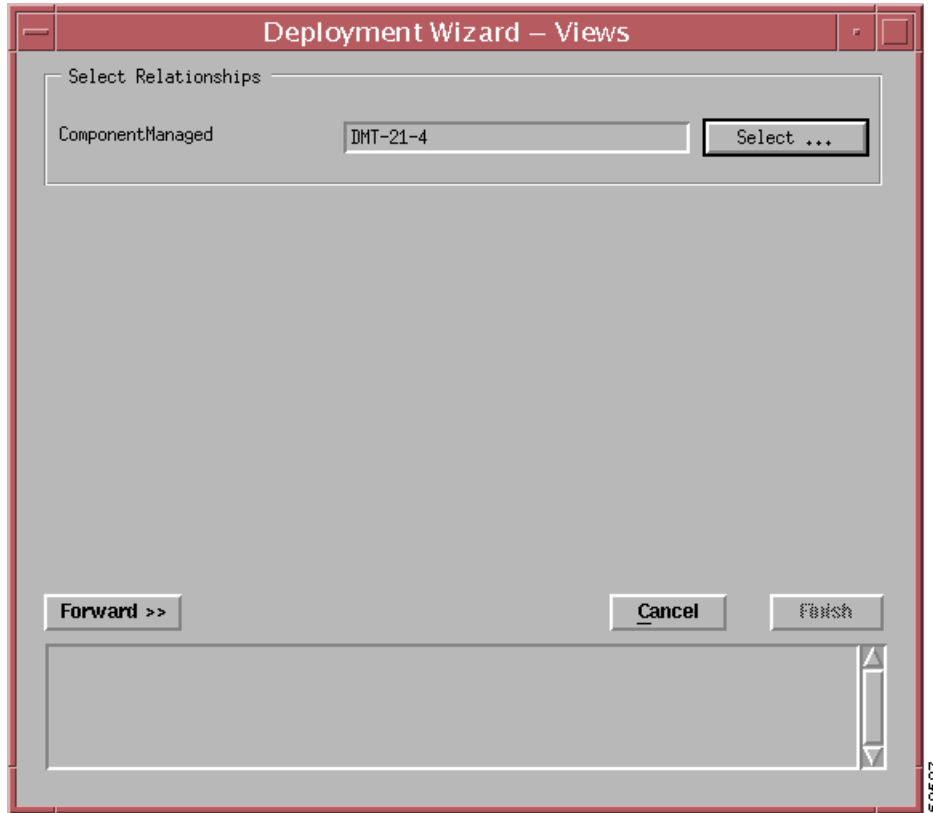 Deployment Wizard – Views
Select Relationships
ComponentManaged
DMT-21-4
Select ...
Forward >>
Cancel
Finish